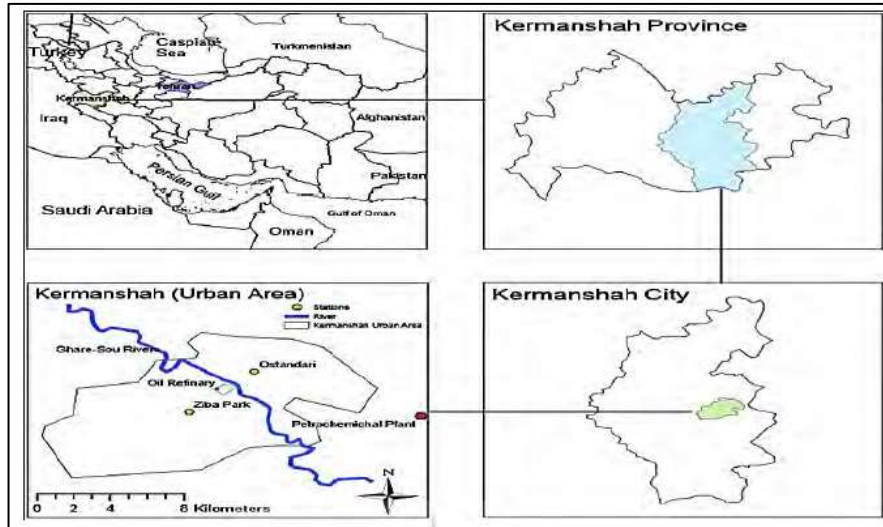 Turkey
Caspian
Sea
Turkmenistan
Tehran
Kermanshah
Iraq
Afghanistan
Pakistan
Persian Gulf
Saudi Arabia
Gulf of Oman
Oman
Kermanshah Province
Kermanshah (Urban Area)
Stations
River
Kermanshah Urban Area
Ghare-Sou River
Ostandari
Oil Refinary
Ziba Park
Petrochemichal Plant
N
0 2 4 8 Kilometers
Kermanshah City